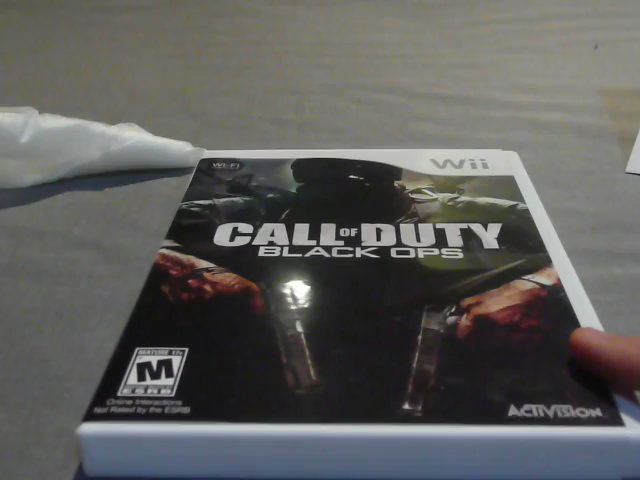 Wi-Fi
Wii
CALL OF DUTY
BLACK OPS
MATURE 17+
M
ESRB
Online Interactions
Not Rated by the ESRB
ACTIVISION